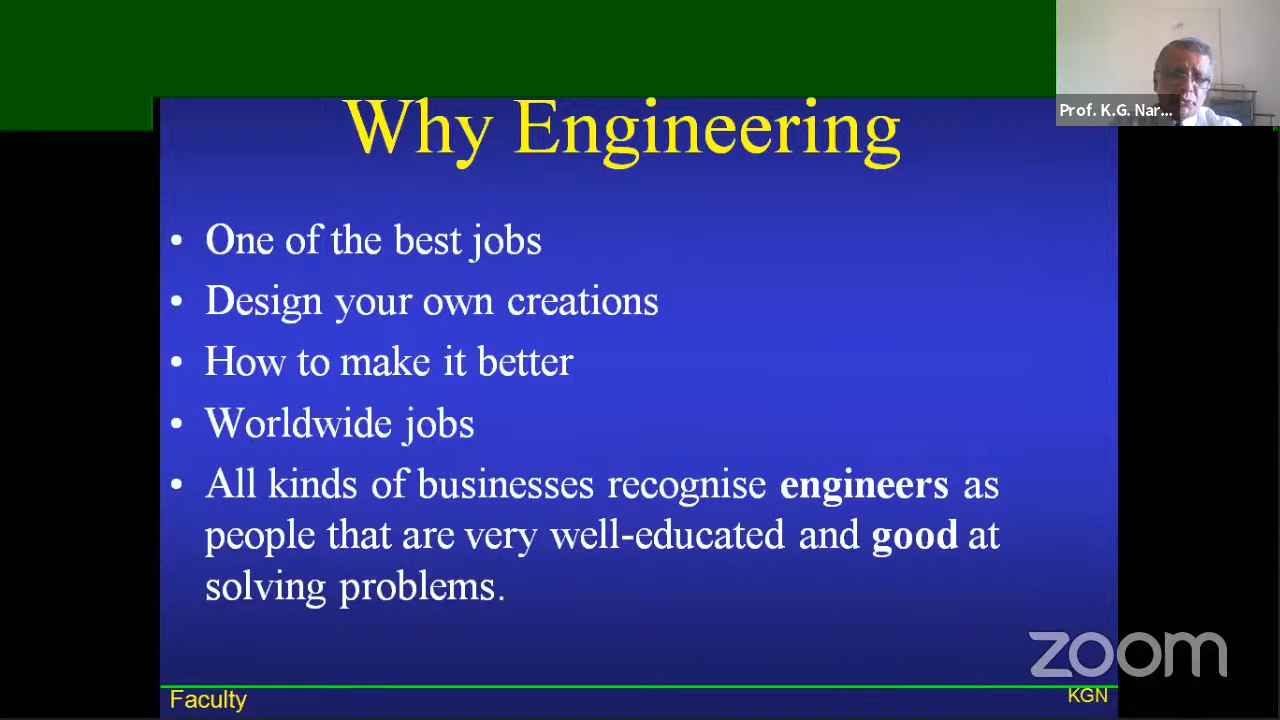 Prof. K.G. Nar...
Why Engineering
• One of the best jobs
• Design your own creations
• How to make it better
• Worldwide jobs
• All kinds of businesses recognise engineers as
people that are very well-educated and good at
solving problems.
zoom
Faculty
KGN